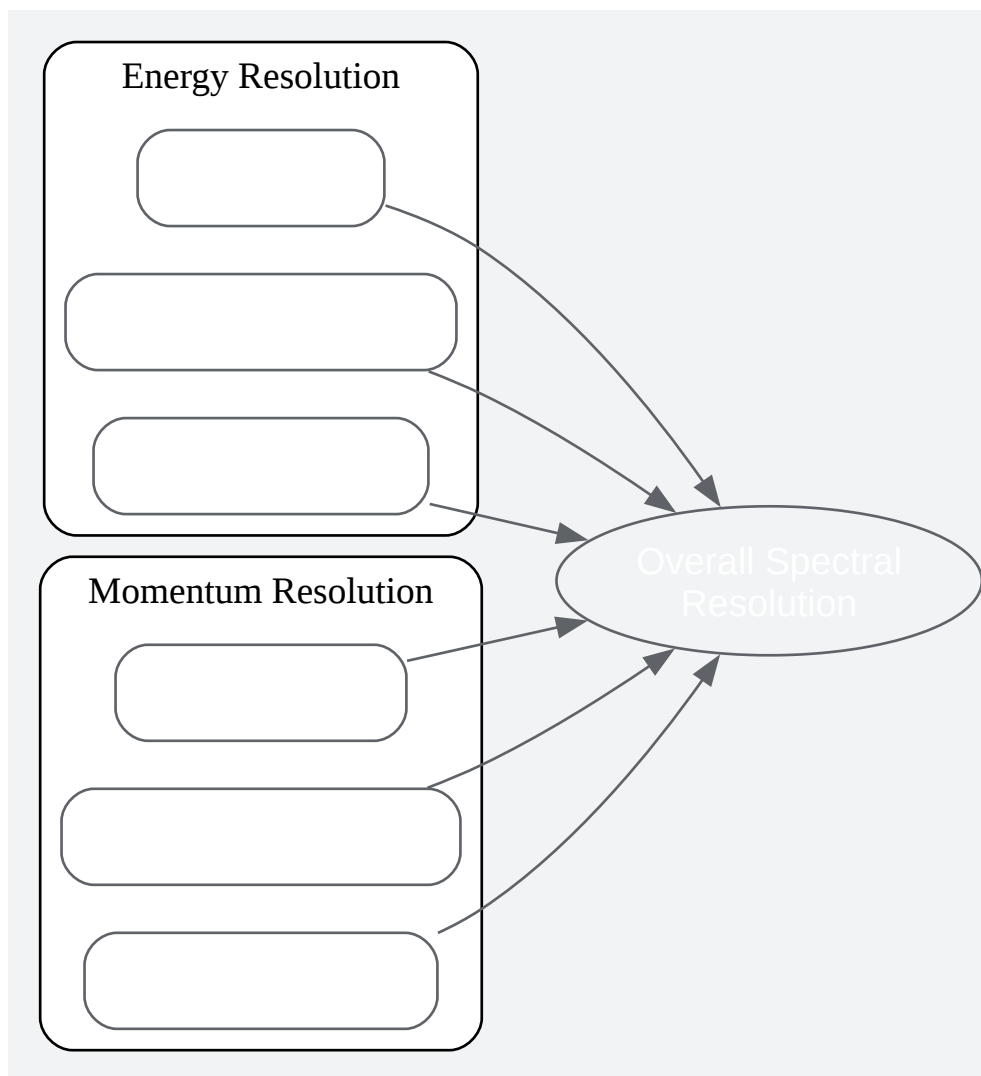 Energy Resolution
Overall Spectral
Resolution
Momentum Resolution